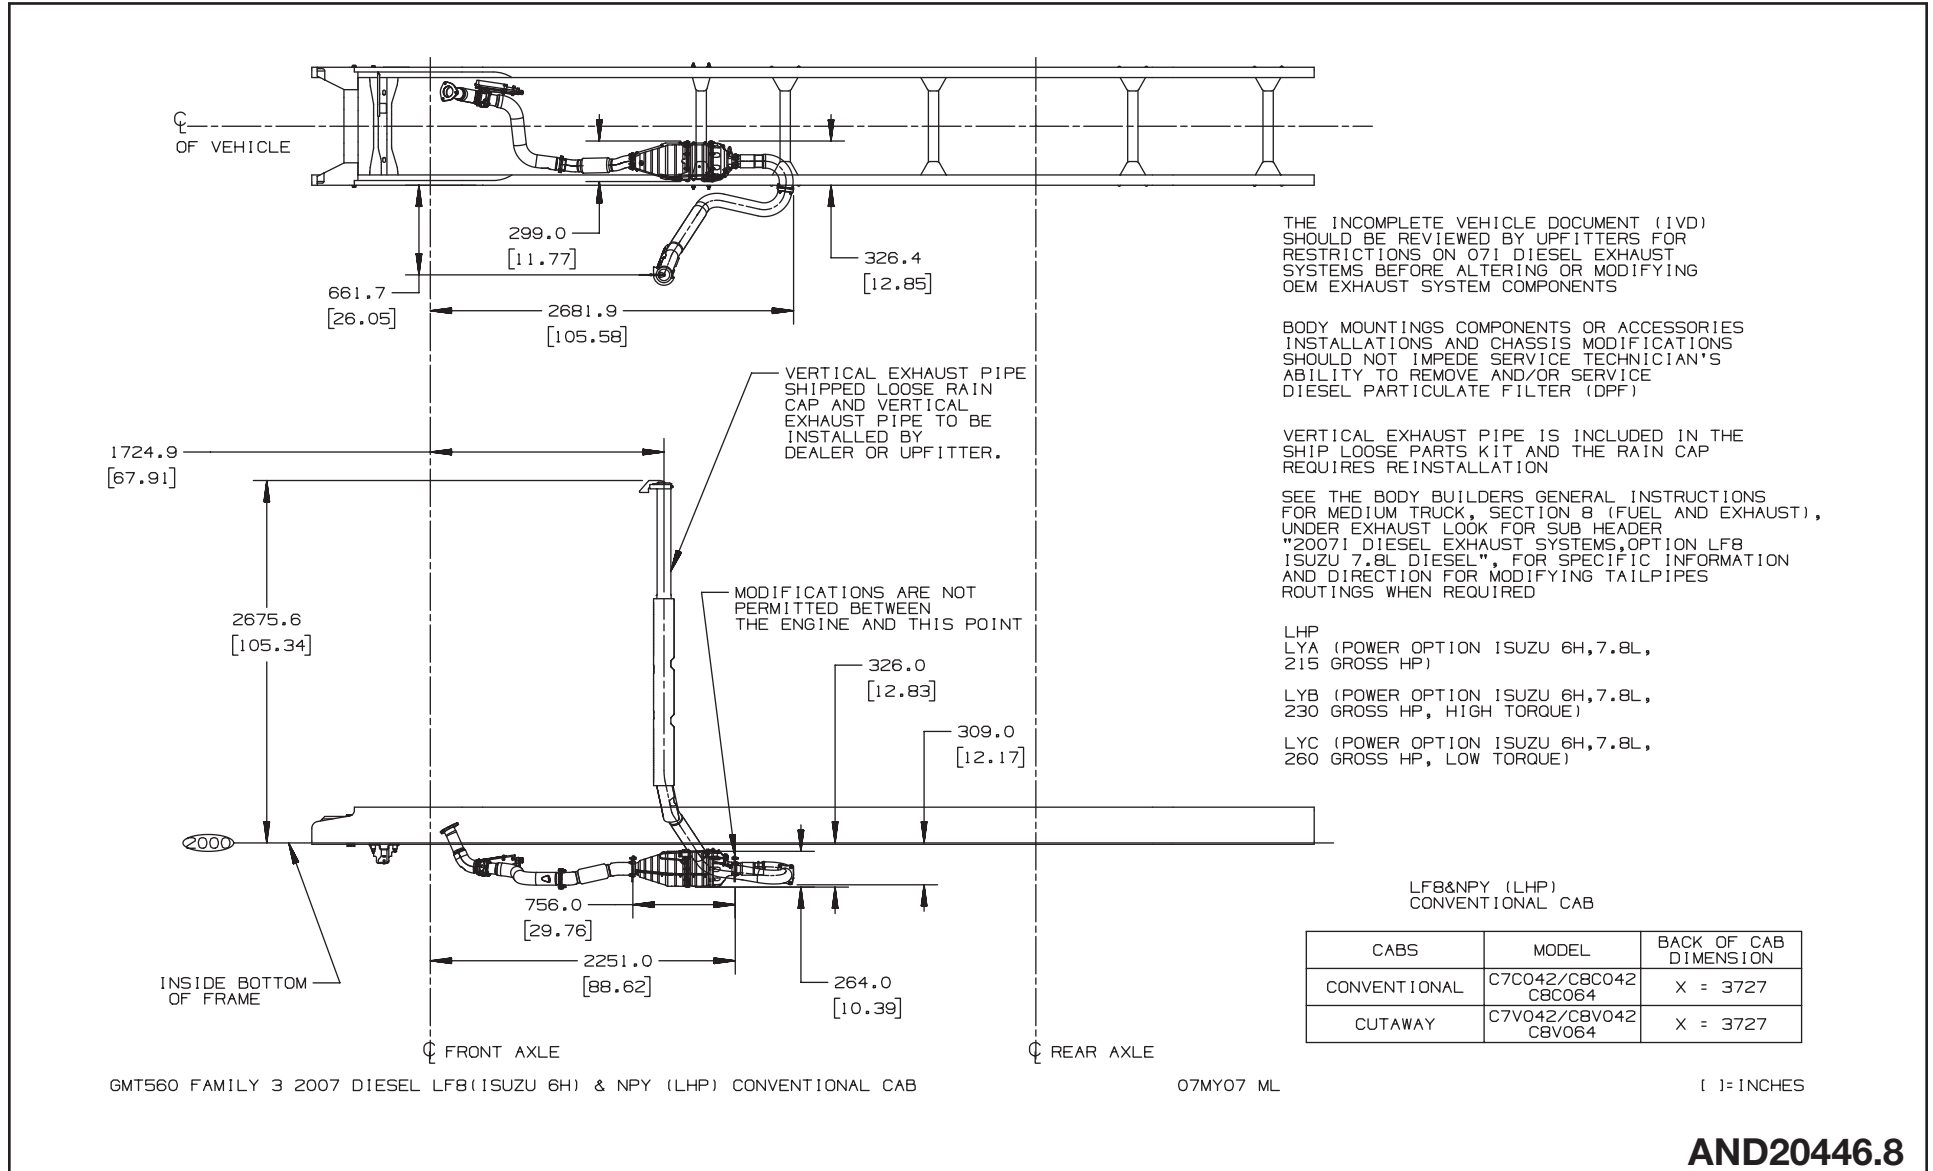 ℄
OF VEHICLE
299.0
[11.77]
326.4
[12.85]
661.7
[26.05]
2681.9
[105.58]
THE INCOMPLETE VEHICLE DOCUMENT (IVD)
SHOULD BE REVIEWED BY UPFITTERS FOR
RESTRICTIONS ON 07I DIESEL EXHAUST
SYSTEMS BEFORE ALTERING OR MODIFYING
OEM EXHAUST SYSTEM COMPONENTS
BODY MOUNTINGS COMPONENTS OR ACCESSORIES
INSTALLATIONS AND CHASSIS MODIFICATIONS
SHOULD NOT IMPEDE SERVICE TECHNICIAN'S
ABILITY TO REMOVE AND/OR SERVICE
DIESEL PARTICULATE FILTER (DPF)
VERTICAL EXHAUST PIPE IS INCLUDED IN THE
SHIP LOOSE PARTS KIT AND THE RAIN CAP
REQUIRES REINSTALLATION
SEE THE BODY BUILDERS GENERAL INSTRUCTIONS
FOR MEDIUM TRUCK, SECTION 8 (FUEL AND EXHAUST),
UNDER EXHAUST LOOK FOR SUB HEADER
"2007I DIESEL EXHAUST SYSTEMS,OPTION LF8
ISUZU 7.8L DIESEL", FOR SPECIFIC INFORMATION
AND DIRECTION FOR MODIFYING TAILPIPES
ROUTINGS WHEN REQUIRED
LHP
LYA (POWER OPTION ISUZU 6H,7.8L,
215 GROSS HP)
LYB (POWER OPTION ISUZU 6H,7.8L,
230 GROSS HP, HIGH TORQUE)
LYC (POWER OPTION ISUZU 6H,7.8L,
260 GROSS HP, LOW TORQUE)
VERTICAL EXHAUST PIPE
SHIPPED LOOSE RAIN
CAP AND VERTICAL
EXHAUST PIPE TO BE
INSTALLED BY
DEALER OR UPFITTER.
1724.9
[67.91]
2675.6
[105.34]
MODIFICATIONS ARE NOT
PERMITTED BETWEEN
THE ENGINE AND THIS POINT
326.0
[12.83]
309.0
[12.17]
2000
756.0
[29.76]
2251.0
[88.62]
264.0
[10.39]
INSIDE BOTTOM
OF FRAME
℄ FRONT AXLE
℄ REAR AXLE
LF8&NPY (LHP)
CONVENTIONAL CAB
CABS MODEL BACK OF CAB
DIMENSION
CONVENTIONAL C7C042/C8C042
C8C064 X = 3727
CUTAWAY C7V042/C8V042
C8V064 X = 3727
GMT560 FAMILY 3 2007 DIESEL LF8(ISUZU 6H) & NPY (LHP) CONVENTIONAL CAB
07MY07 ML
[ ]=INCHES
AND20446.8